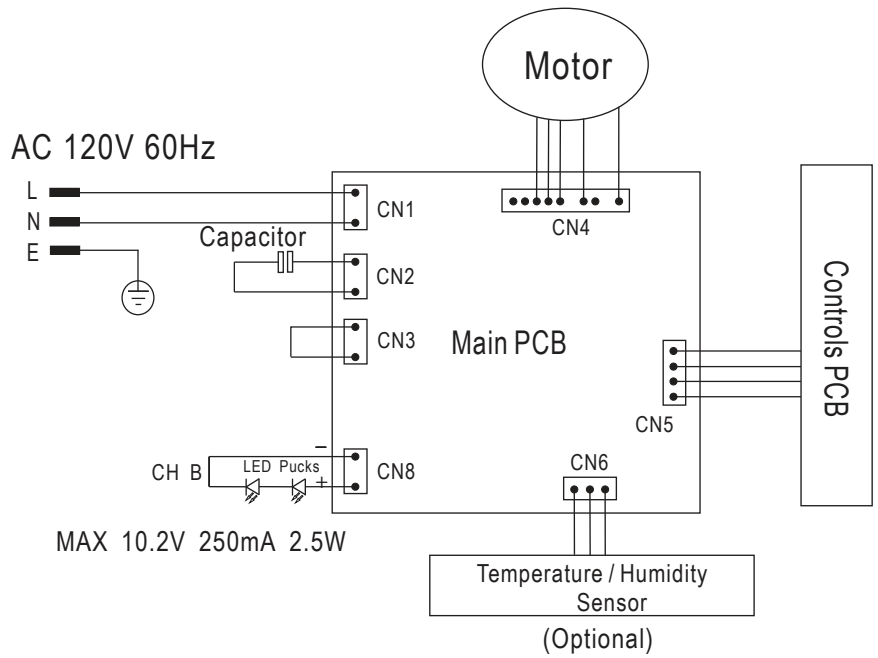 Motor
AC 120V 60Hz
L
N
E
Capacitor
CN1
CN2
CN3
CN4
Main PCB
Controls PCB
CN5
CN6
CN8
−
+
CH B
LED Pucks
MAX 10.2V 250mA 2.5W
Temperature / Humidity
Sensor
(Optional)